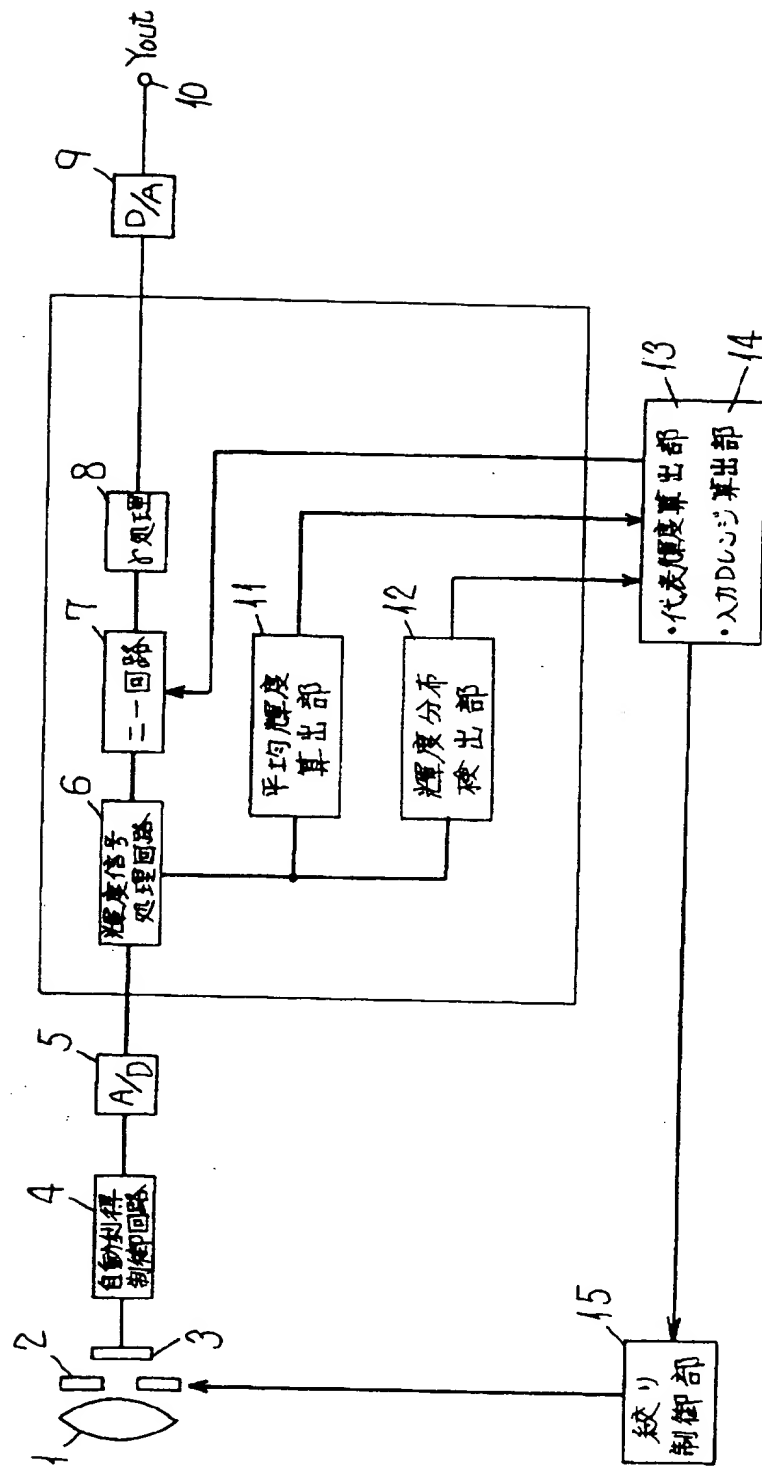 1
2
3
4
自動利得
制御回路
5
A/D
6
輝度信号
処理回路
7
ニー回路
8
γ処理
9
D/A
10
Yout
11
平均輝度
算出部
12
輝度分布
検出部
13
・代表輝度算出部
・入力Dレンジ算出部
14
15
絞り
制御部